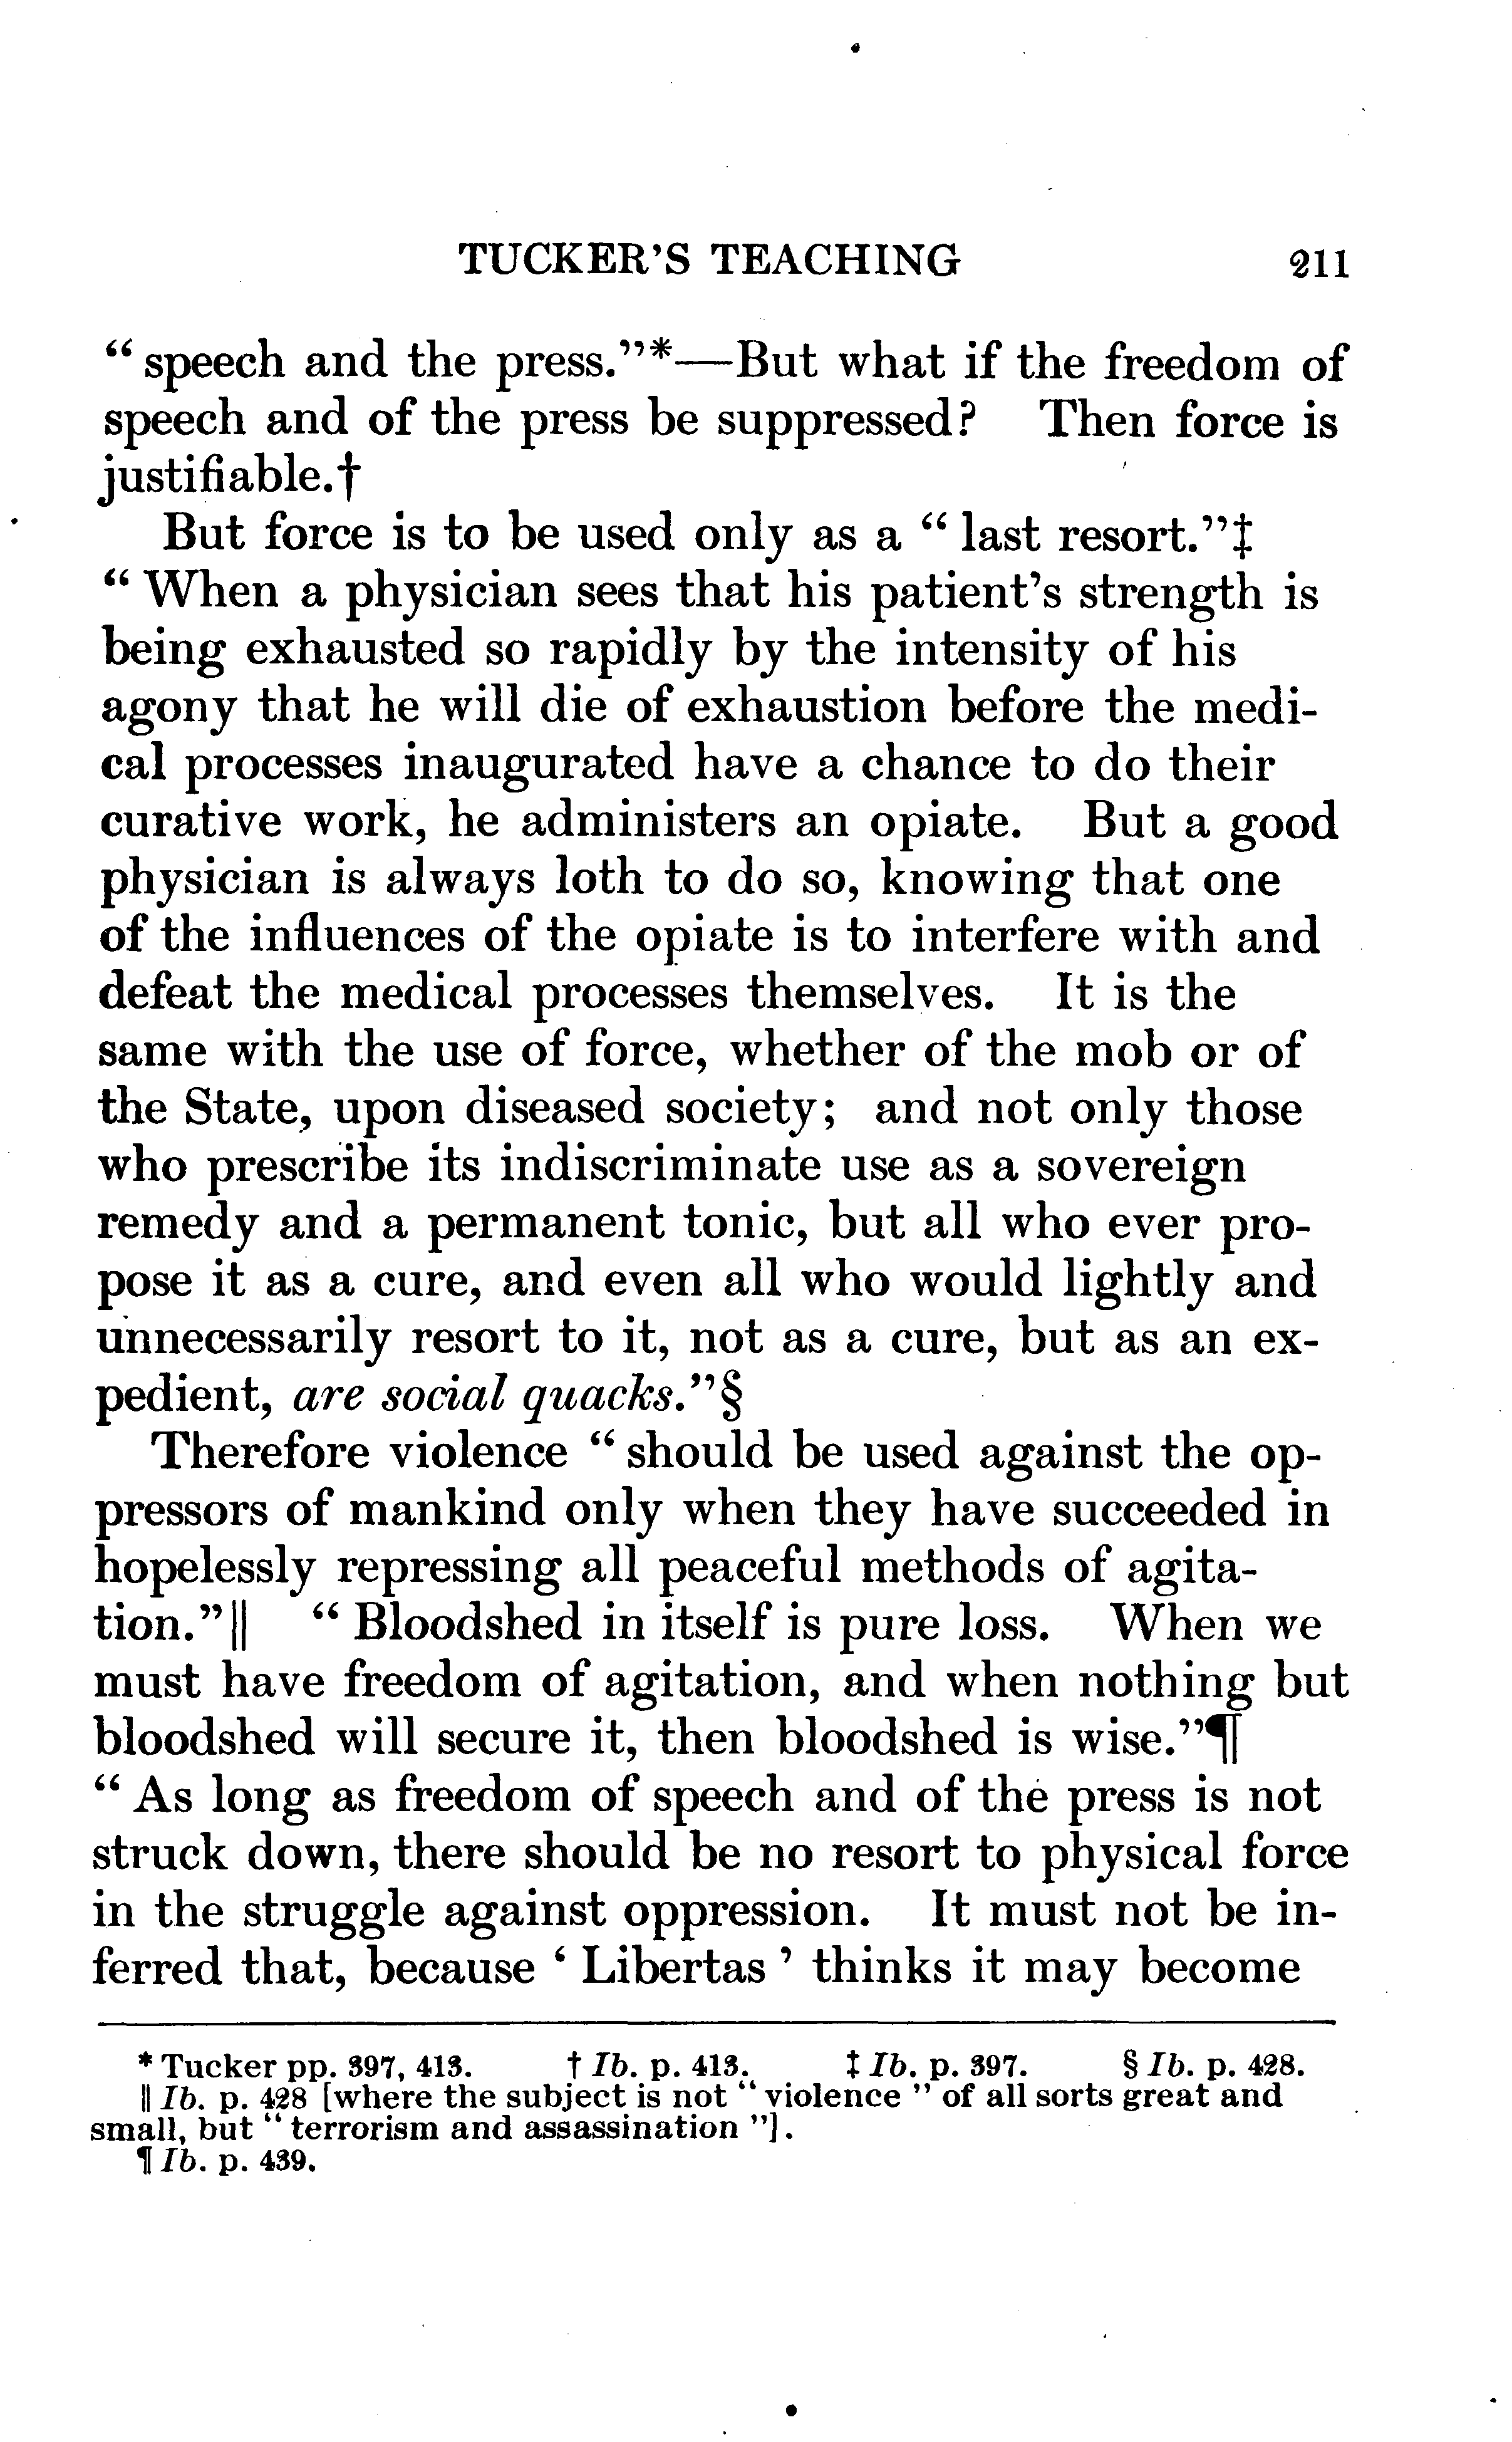 TUCKER'S TEACHING 211
“ speech and the press.”*—But what if the freedom of
speech and of the press be suppressed? Then force is
justifiable.†
But force is to be used only as a “ last resort.”‡
“ When a physician sees that his patient's strength is
being exhausted so rapidly by the intensity of his
agony that he will die of exhaustion before the medi-
cal processes inaugurated have a chance to do their
curative work, he administers an opiate. But a good
physician is always loth to do so, knowing that one
of the influences of the opiate is to interfere with and
defeat the medical processes themselves. It is the
same with the use of force, whether of the mob or of
the State, upon diseased society; and not only those
who prescribe its indiscriminate use as a sovereign
remedy and a permanent tonic, but all who ever pro-
pose it as a cure, and even all who would lightly and
unnecessarily resort to it, not as a cure, but as an ex-
pedient, are social quacks.”§
Therefore violence “ should be used against the op-
pressors of mankind only when they have succeeded in
hopelessly repressing all peaceful methods of agita-
tion.”‖ “ Bloodshed in itself is pure loss. When we
must have freedom of agitation, and when nothing but
bloodshed will secure it, then bloodshed is wise.”¶
“ As long as freedom of speech and of the press is not
struck down, there should be no resort to physical force
in the struggle against oppression. It must not be in-
ferred that, because ‘ Libertas ’ thinks it may become
* Tucker pp. 397, 413. † Ib. p. 413. ‡ Ib. p. 397. § Ib. p. 428.
‖ Ib. p. 428 [where the subject is not “ violence ” of all sorts great and
small, but “ terrorism and assassination ”].
¶ Ib. p. 439.